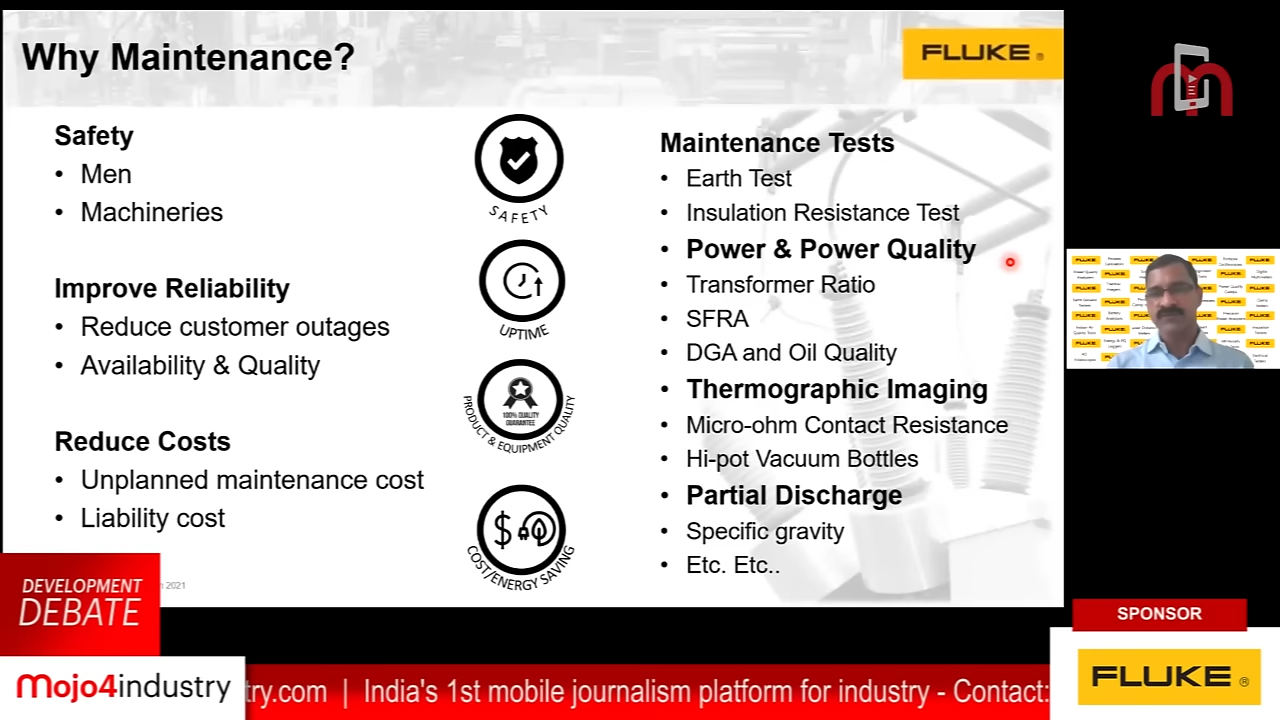 Why Maintenance?
FLUKE ®
Safety
• Men
• Machineries
Improve Reliability
• Reduce customer outages
• Availability & Quality
Reduce Costs
• Unplanned maintenance cost
• Liability cost
SAFETY
UPTIME
100% QUALITY
GUARANTEE
PRODUCT & EQUIPMENT QUALITY
$
COST/ENERGY SAVING
Maintenance Tests
• Earth Test
• Insulation Resistance Test
• Power & Power Quality
• Transformer Ratio
• SFRA
• DGA and Oil Quality
• Thermographic Imaging
• Micro-ohm Contact Resistance
• Hi-pot Vacuum Bottles
• Partial Discharge
• Specific gravity
• Etc. Etc..
2021
FLUKE
FLUKE
FLUKE
FLUKE
DEVELOPMENT
DEBATE
SPONSOR
FLUKE ®
mojo4industry
try.com | India's 1st mobile journalism platform for industry - Contact: